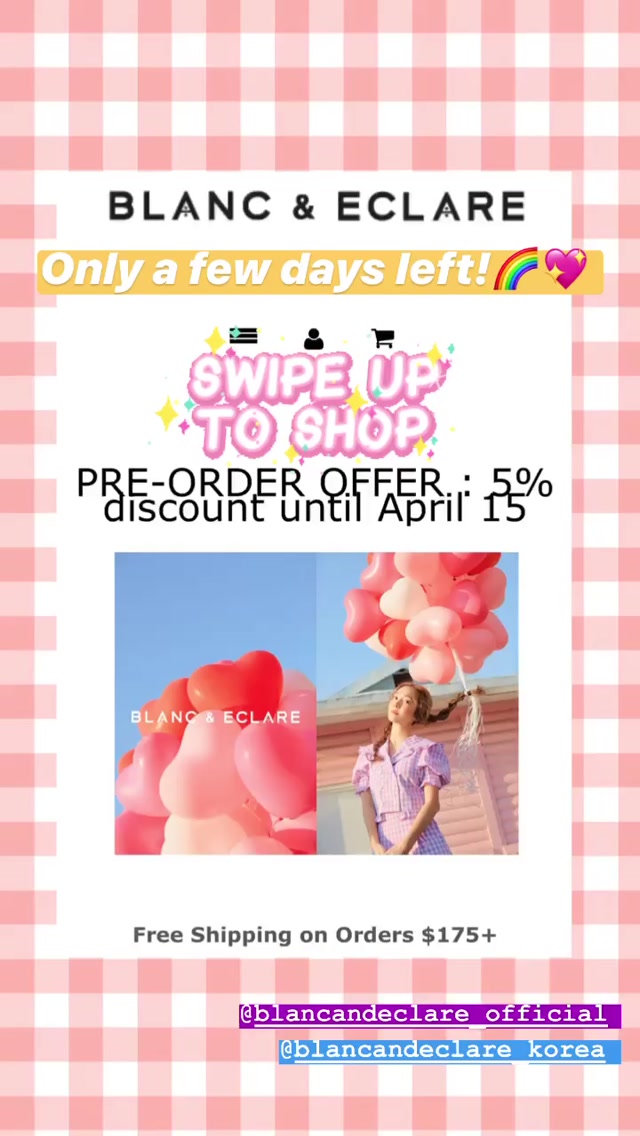 BLANC & ECLARE
Only a few days left!🌈💖
SWIPE UP
TO SHOP
PRE-ORDER OFFER : 5%
discount until April 15
BLANC & ECLARE
Free Shipping on Orders $175+
@blancandeclare_official
@blancandeclare_korea